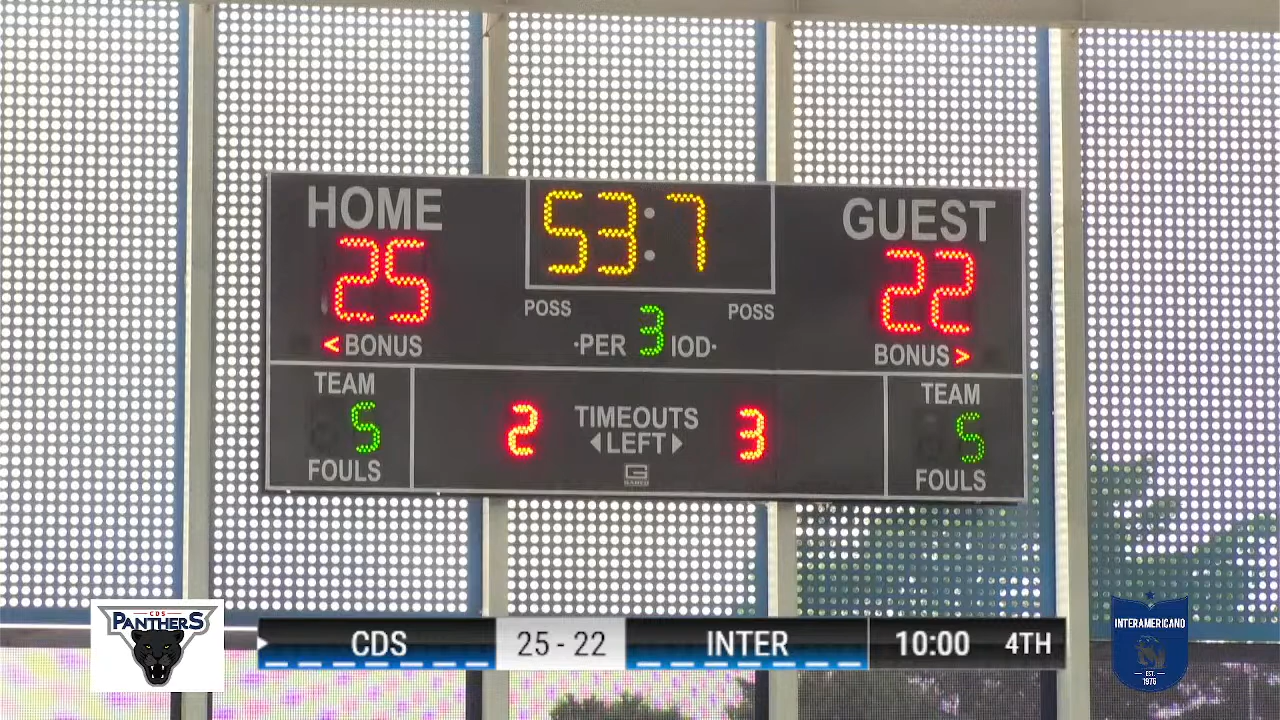 HOME
53:7
GUEST
25
22
POSS
POSS
<BONUS
·PER 3 IOD·
BONUS>
TEAM
5
FOULS
2
TIMEOUTS
LEFT
3
TEAM
5
FOULS
CDS
PANTHERS
CDS
25 - 22
INTER
10:00
4TH
INTERAMERICANO
EST.
1976